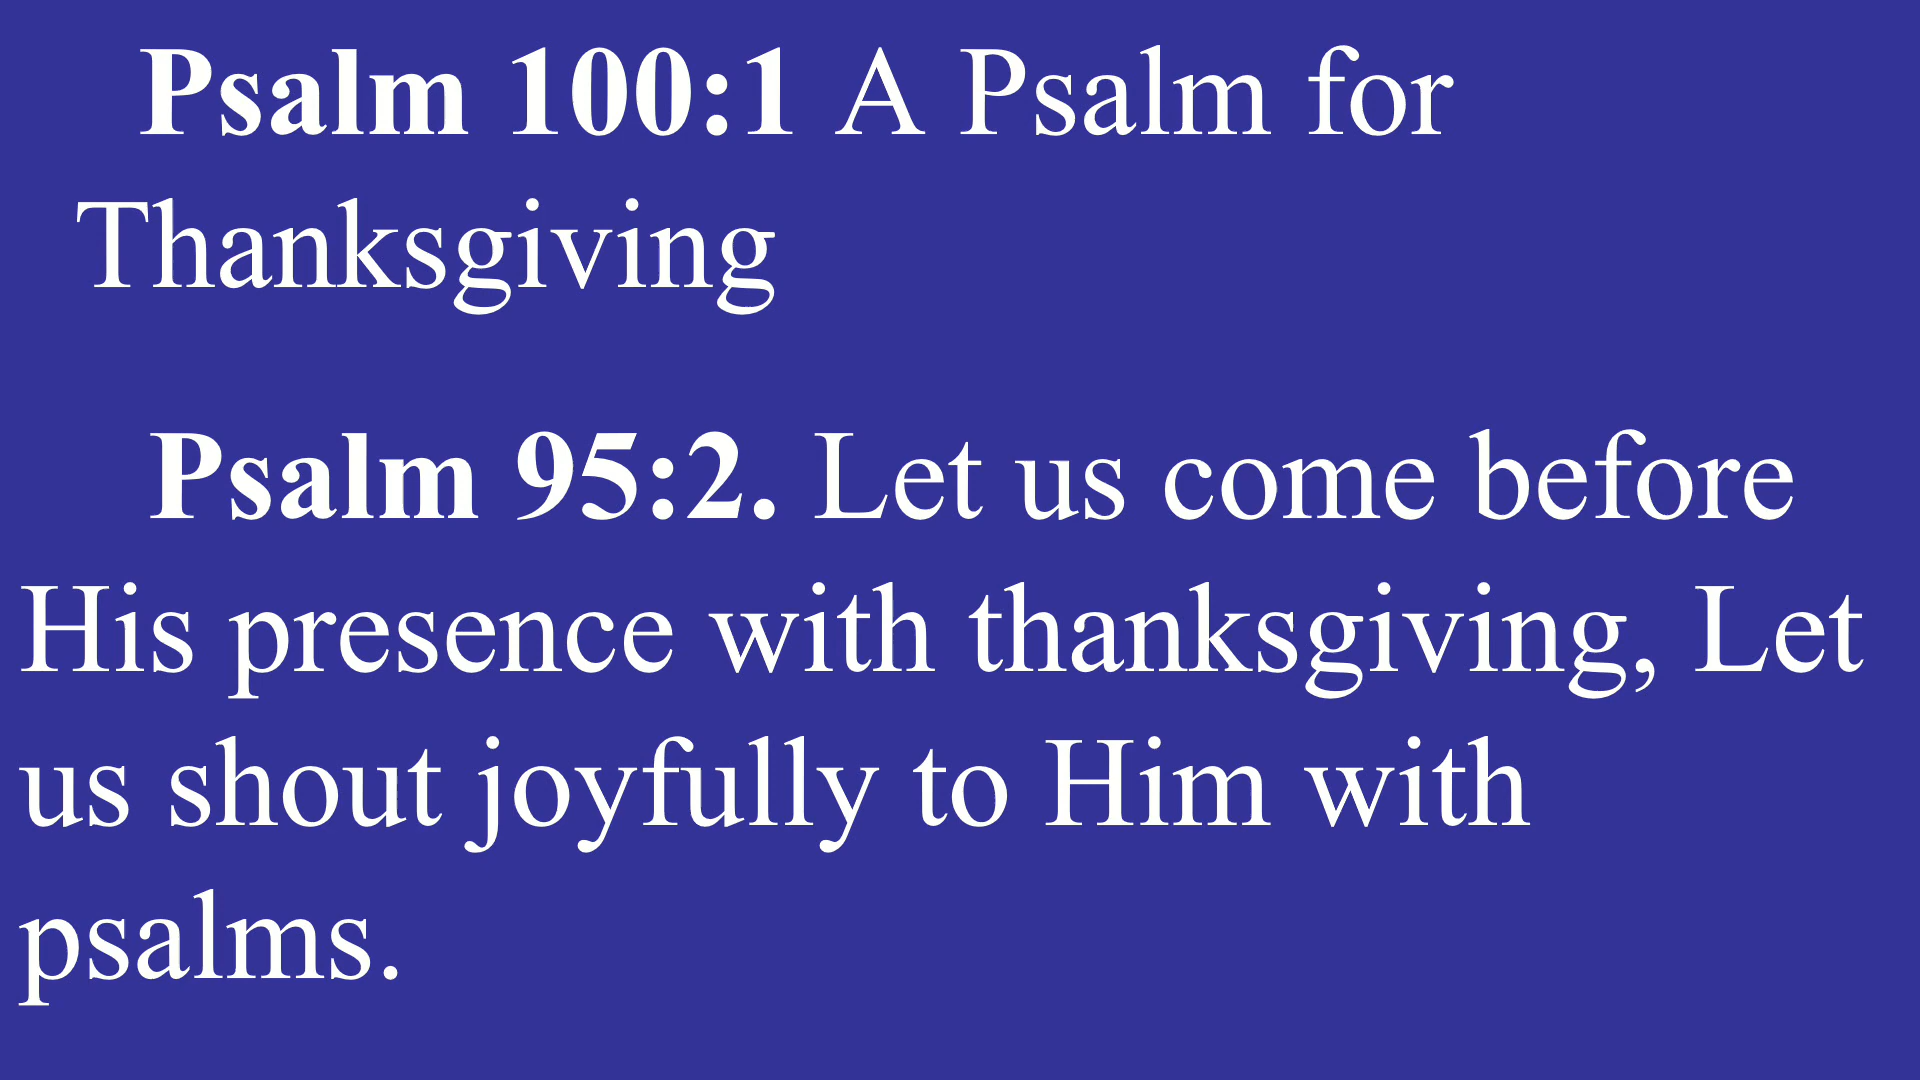 Psalm 100:1 A Psalm for
Thanksgiving
Psalm 95:2. Let us come before
His presence with thanksgiving, Let
us shout joyfully to Him with
psalms.